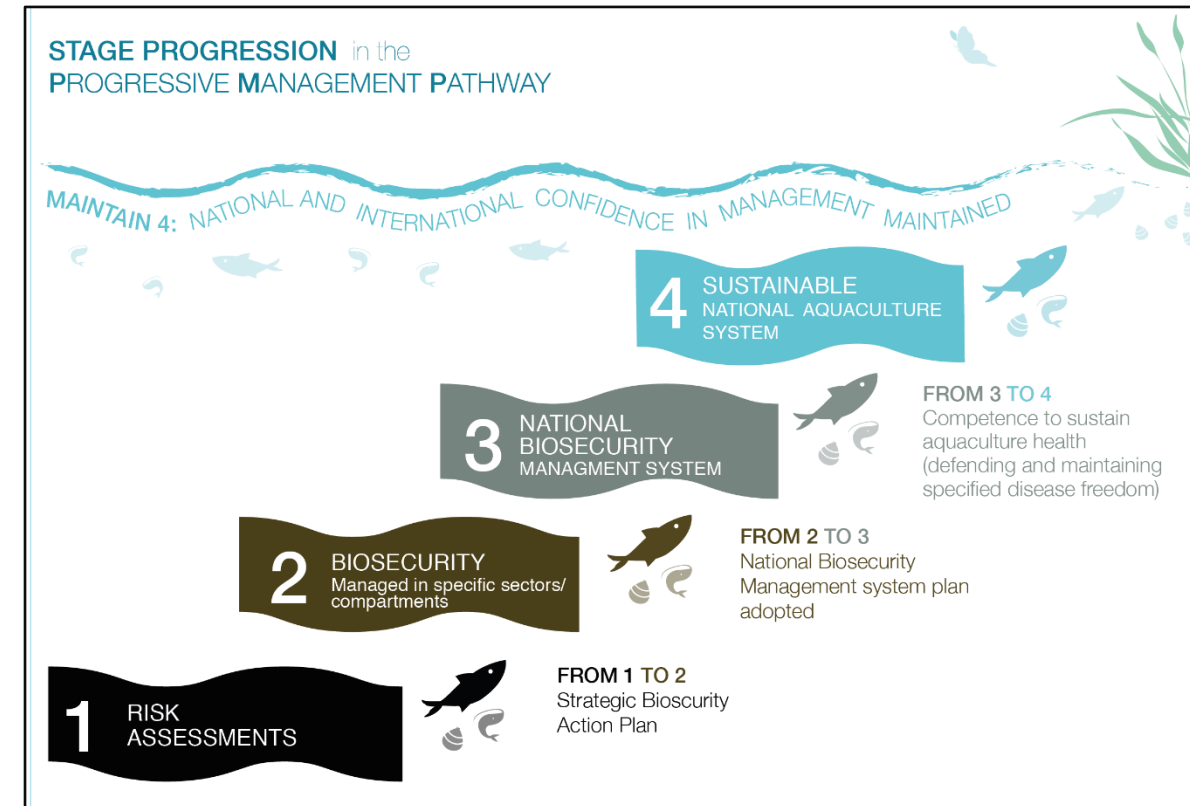 STAGE PROGRESSION in the
PROGRESSIVE MANAGEMENT PATHWAY
MAINTAIN 4: NATIONAL AND INTERNATIONAL CONFIDENCE IN MANAGEMENT MAINTAINED
4 SUSTAINABLE
NATIONAL AQUACULTURE
SYSTEM
FROM 3 TO 4
Competence to sustain
aquaculture health
(defending and maintaining
specified disease freedom)
3 NATIONAL
BIOSECURITY
MANAGMENT SYSTEM
FROM 2 TO 3
National Biosecurity
Management system plan
adopted
2 BIOSECURITY
Managed in specific sectors/
compartments
FROM 1 TO 2
Strategic Bioscurity
Action Plan
1 RISK
ASSESSMENTS